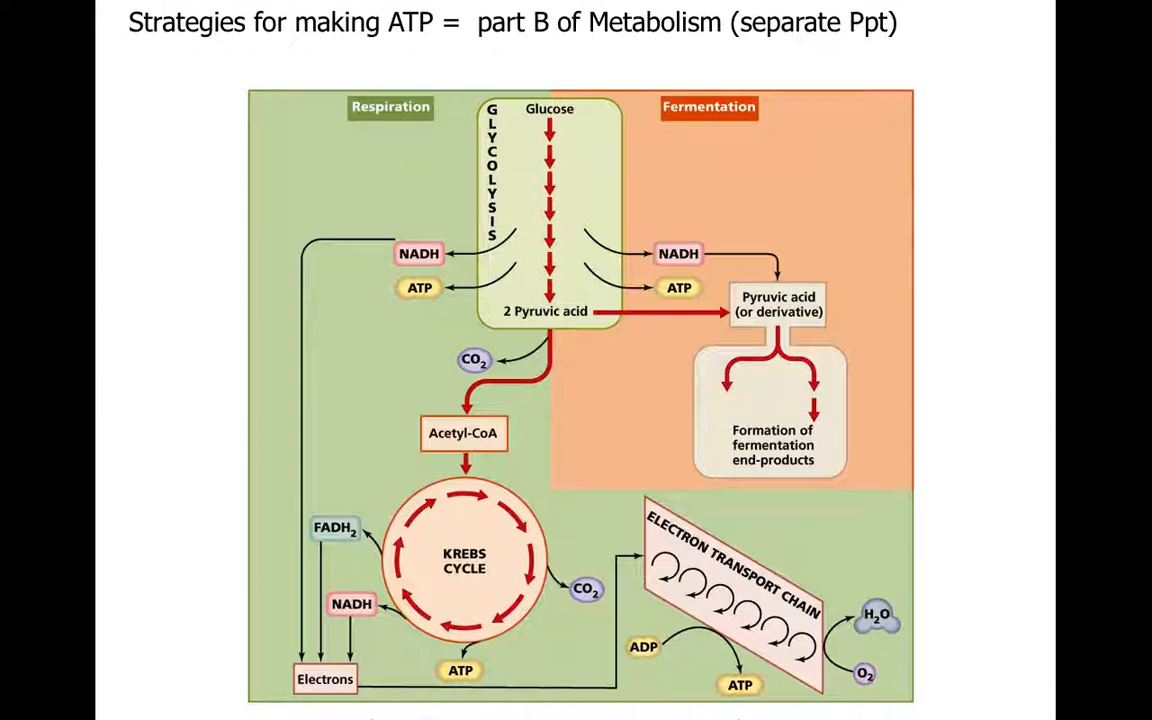 Strategies for making ATP =  part B of Metabolism (separate Ppt)
Respiration
Fermentation
GLYCOLYSIS
Glucose
NADH
NADH
ATP
ATP
2 Pyruvic acid
Pyruvic acid
(or derivative)
CO₂
Acetyl-CoA
Formation of
fermentation
end-products
FADH₂
KREBS
CYCLE
CO₂
NADH
ATP
Electrons
ELECTRON TRANSPORT CHAIN
H₂O
ADP
ATP
O₂